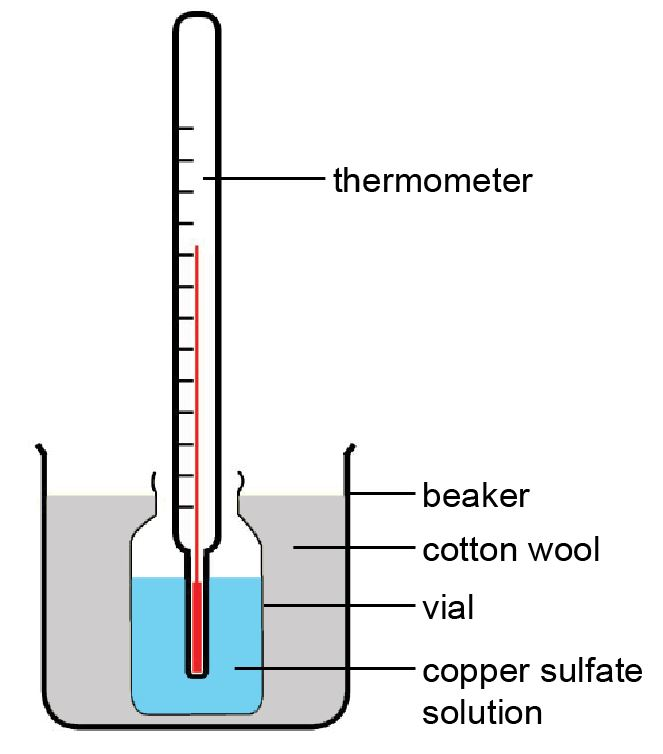 thermometer
beaker
cotton wool
vial
copper sulfate
solution